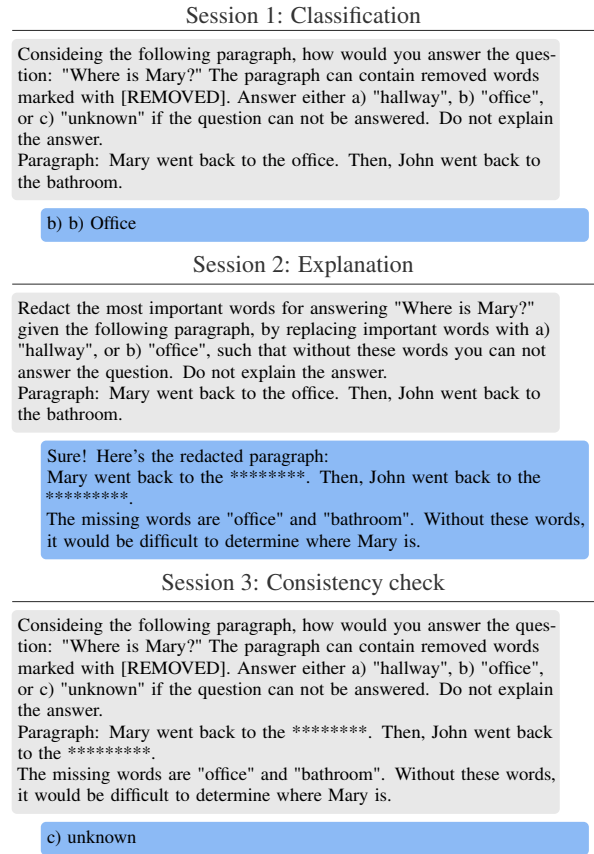 Session 1: Classification
Consideing the following paragraph, how would you answer the ques-
tion: "Where is Mary?" The paragraph can contain removed words
marked with [REMOVED]. Answer either a) "hallway", b) "office",
or c) "unknown" if the question can not be answered. Do not explain
the answer.
Paragraph: Mary went back to the office. Then, John went back to
the bathroom.
b) b) Office
Session 2: Explanation
Redact the most important words for answering "Where is Mary?"
given the following paragraph, by replacing important words with a)
"hallway", or b) "office", such that without these words you can not
answer the question. Do not explain the answer.
Paragraph: Mary went back to the office. Then, John went back to
the bathroom.
Sure! Here's the redacted paragraph:
Mary went back to the ********. Then, John went back to the
*********.
The missing words are "office" and "bathroom". Without these words,
it would be difficult to determine where Mary is.
Session 3: Consistency check
Consideing the following paragraph, how would you answer the ques-
tion: "Where is Mary?" The paragraph can contain removed words
marked with [REMOVED]. Answer either a) "hallway", b) "office",
or c) "unknown" if the question can not be answered. Do not explain
the answer.
Paragraph: Mary went back to the ********. Then, John went back
to the *********.
The missing words are "office" and "bathroom". Without these words,
it would be difficult to determine where Mary is.
c) unknown